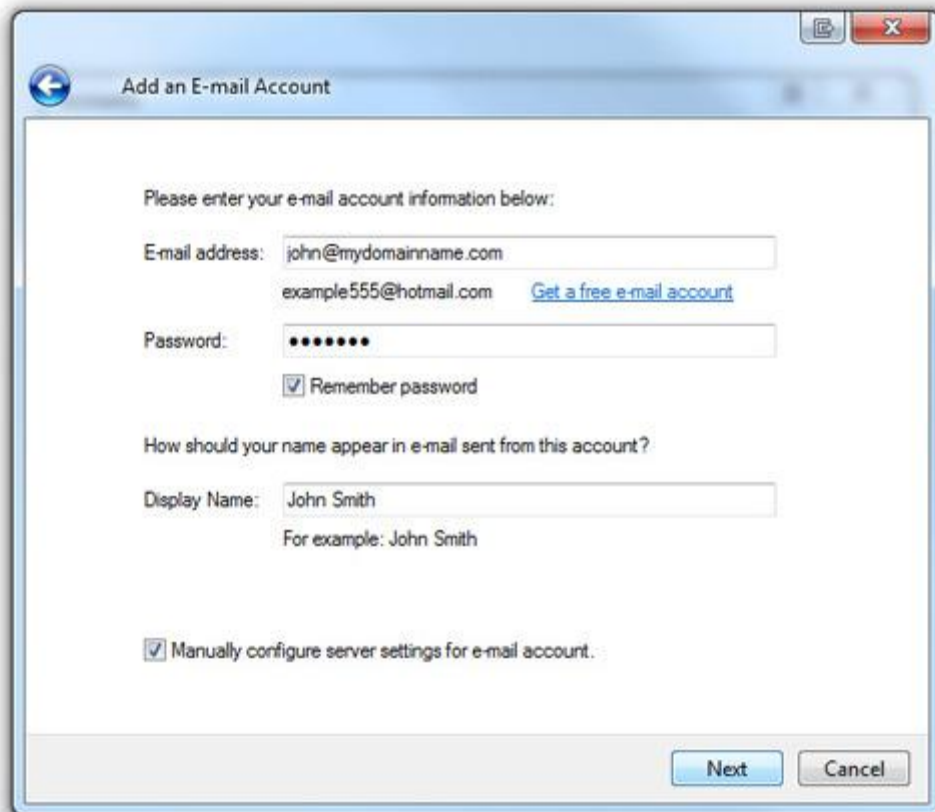 Add an E-mail Account
Please enter your e-mail account information below:
E-mail address: john@mydomainname.com
example555@hotmail.com Get a free e-mail account
Password: •••••••
Remember password
How should your name appear in e-mail sent from this account?
Display Name: John Smith
For example: John Smith
Manually configure server settings for e-mail account.
Next Cancel